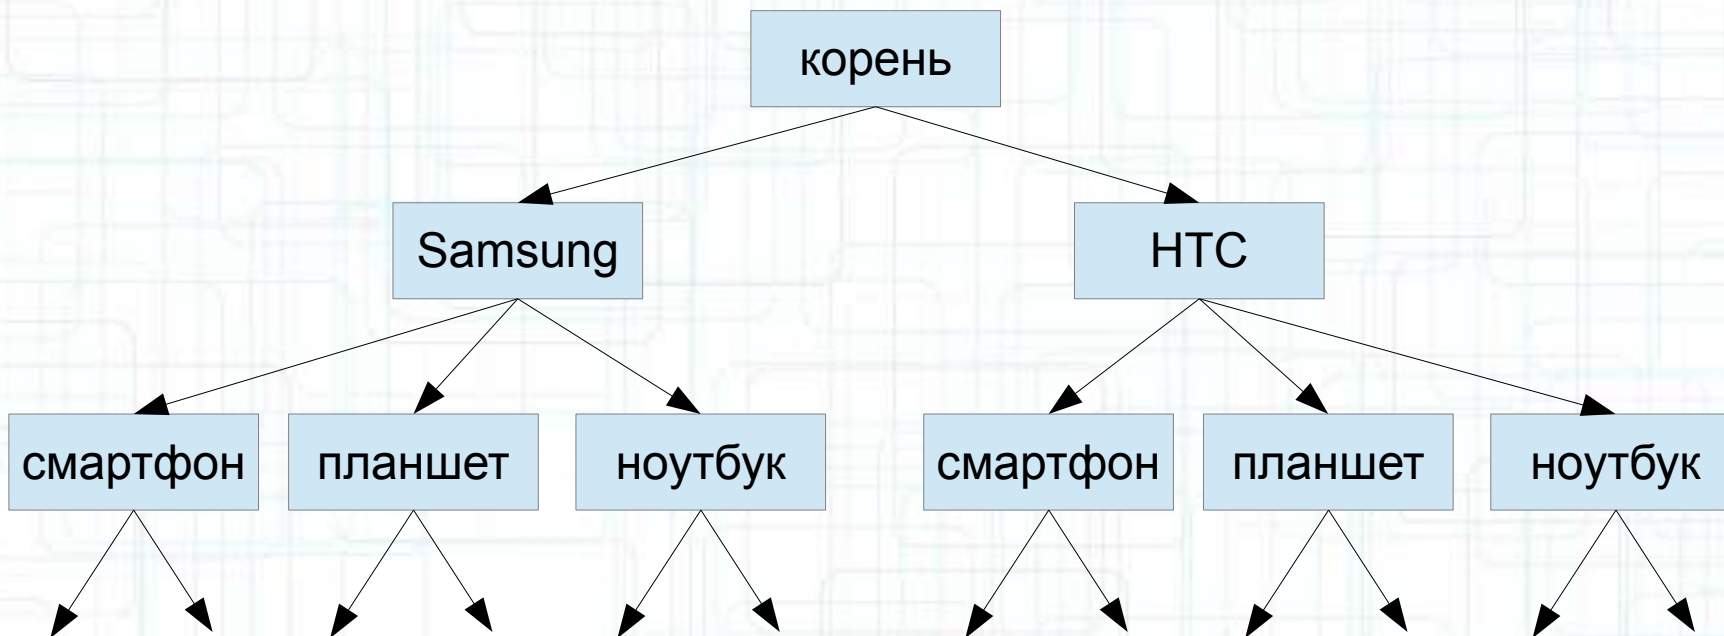 корень
Samsung
HTC
смартфон
планшет
ноутбук
смартфон
планшет
ноутбук